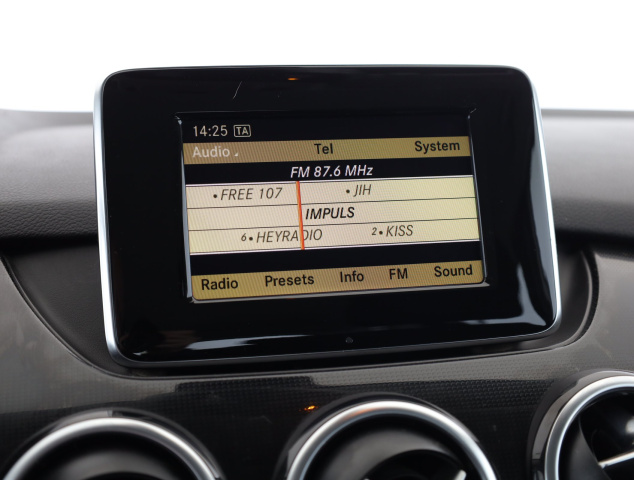 14:25 TA
Audio Tel System
FM 87.6 MHz
•FREE 107 •JIH
IMPULS
6•HEYRADIO 2•KISS
Radio Presets Info FM Sound